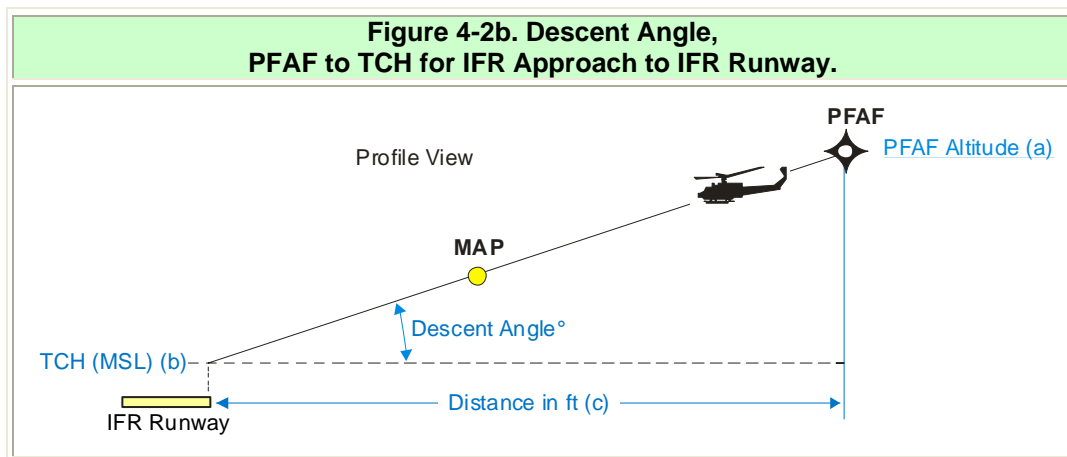 Figure 4-2b. Descent Angle,
PFAF to TCH for IFR Approach to IFR Runway.
PFAF
Profile View
PFAF Altitude (a)
MAP
Descent Angle°
TCH (MSL) (b)
Distance in ft (c)
IFR Runway